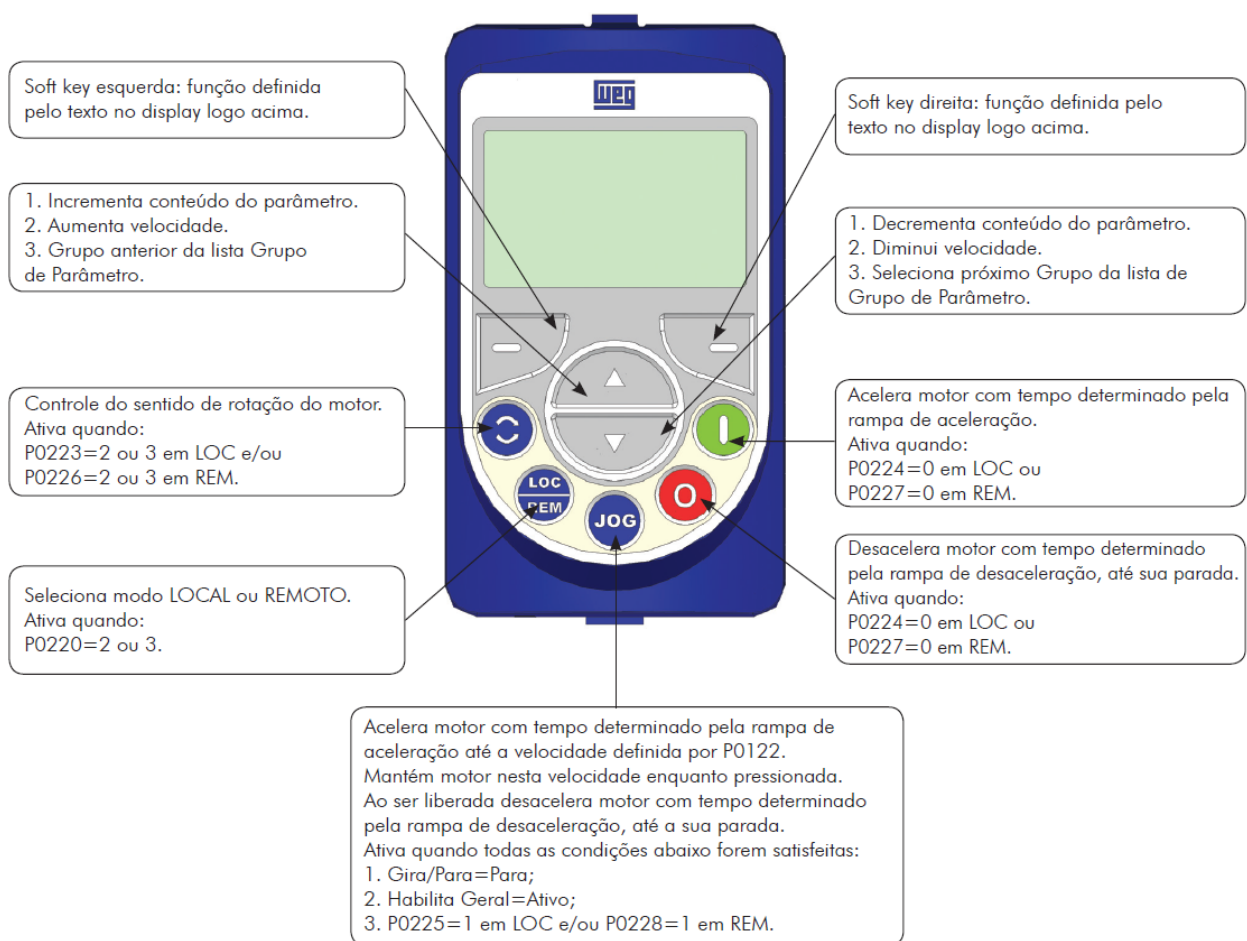 Soft key esquerda: função definida
pelo texto no display logo acima.
weg
Soft key direita: função definida pelo
texto no display logo acima.
1. Incrementa conteúdo do parâmetro.
2. Aumenta velocidade.
3. Grupo anterior da lista Grupo
de Parâmetro.
1. Decrementa conteúdo do parâmetro.
2. Diminui velocidade.
3. Seleciona próximo Grupo da lista de
Grupo de Parâmetro.
Controle do sentido de rotação do motor.
Ativa quando:
P0223=2 ou 3 em LOC e/ou
P0226=2 ou 3 em REM.
Acelera motor com tempo determinado pela
rampa de aceleração.
Ativa quando:
P0224=0 em LOC ou
P0227=0 em REM.
LOC
REM
JOG
Seleciona modo LOCAL ou REMOTO.
Ativa quando:
P0220=2 ou 3.
Desacelera motor com tempo determinado
pela rampa de desaceleração, até sua parada.
Ativa quando:
P0224=0 em LOC ou
P0227=0 em REM.
Acelera motor com tempo determinado pela rampa de
aceleração até a velocidade definida por P0122.
Mantém motor nesta velocidade enquanto pressionada.
Ao ser liberada desacelera motor com tempo determinado
pela rampa de desaceleração, até a sua parada.
Ativa quando todas as condições abaixo forem satisfeitas:
1. Gira/Para=Para;
2. Habilita Geral=Ativo;
3. P0225=1 em LOC e/ou P0228=1 em REM.